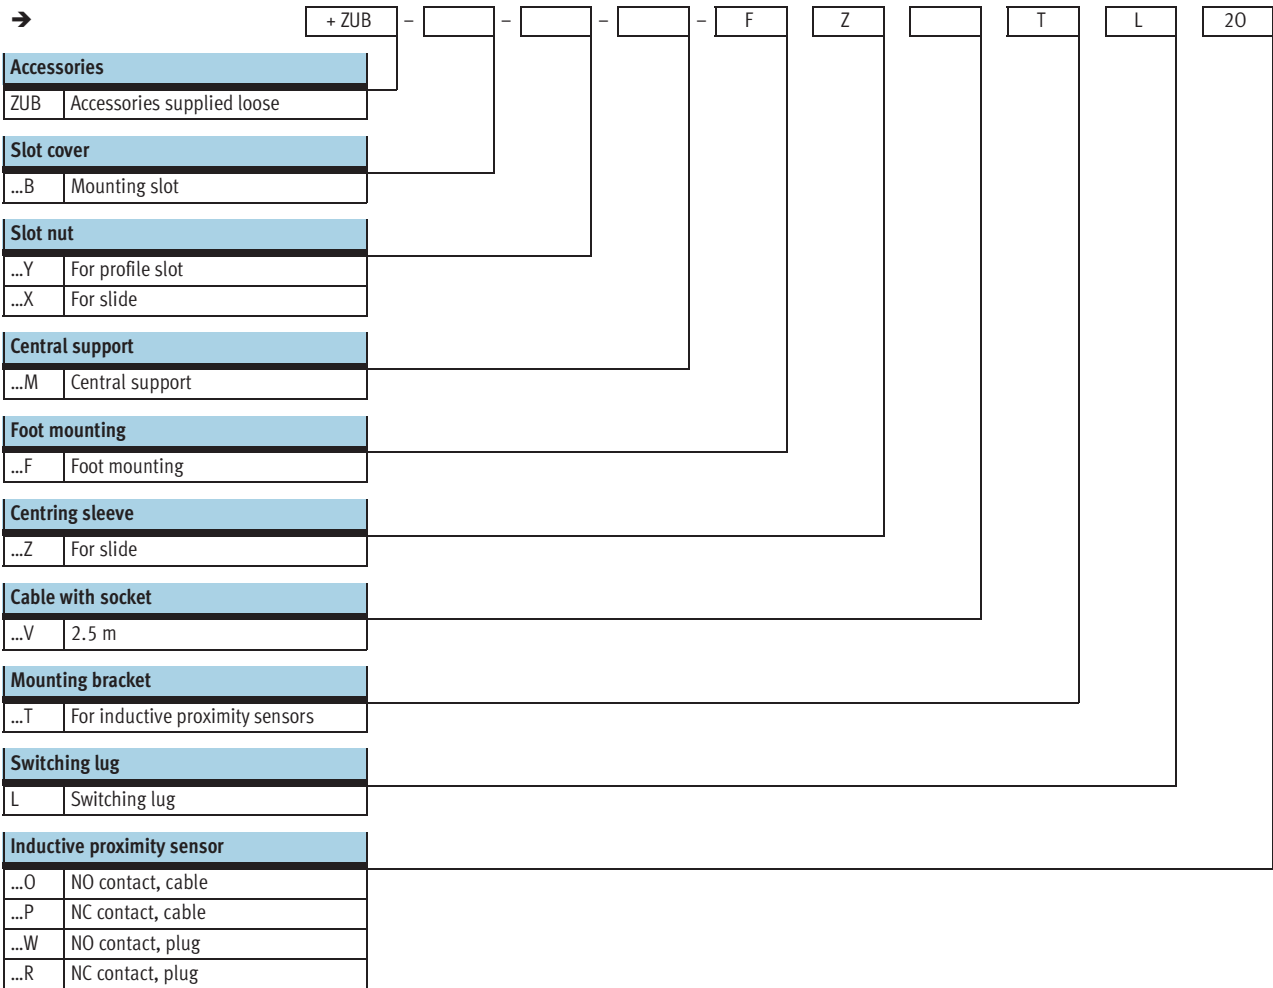 ➔ + ZUB – – – – F Z T L 2O
Accessories
ZUB Accessories supplied loose
Slot cover
...B Mounting slot
Slot nut
...Y For profile slot
...X For slide
Central support
...M Central support
Foot mounting
...F Foot mounting
Centring sleeve
...Z For slide
Cable with socket
...V 2.5 m
Mounting bracket
...T For inductive proximity sensors
Switching lug
L Switching lug
Inductive proximity sensor
...O NO contact, cable
...P NC contact, cable
...W NO contact, plug
...R NC contact, plug